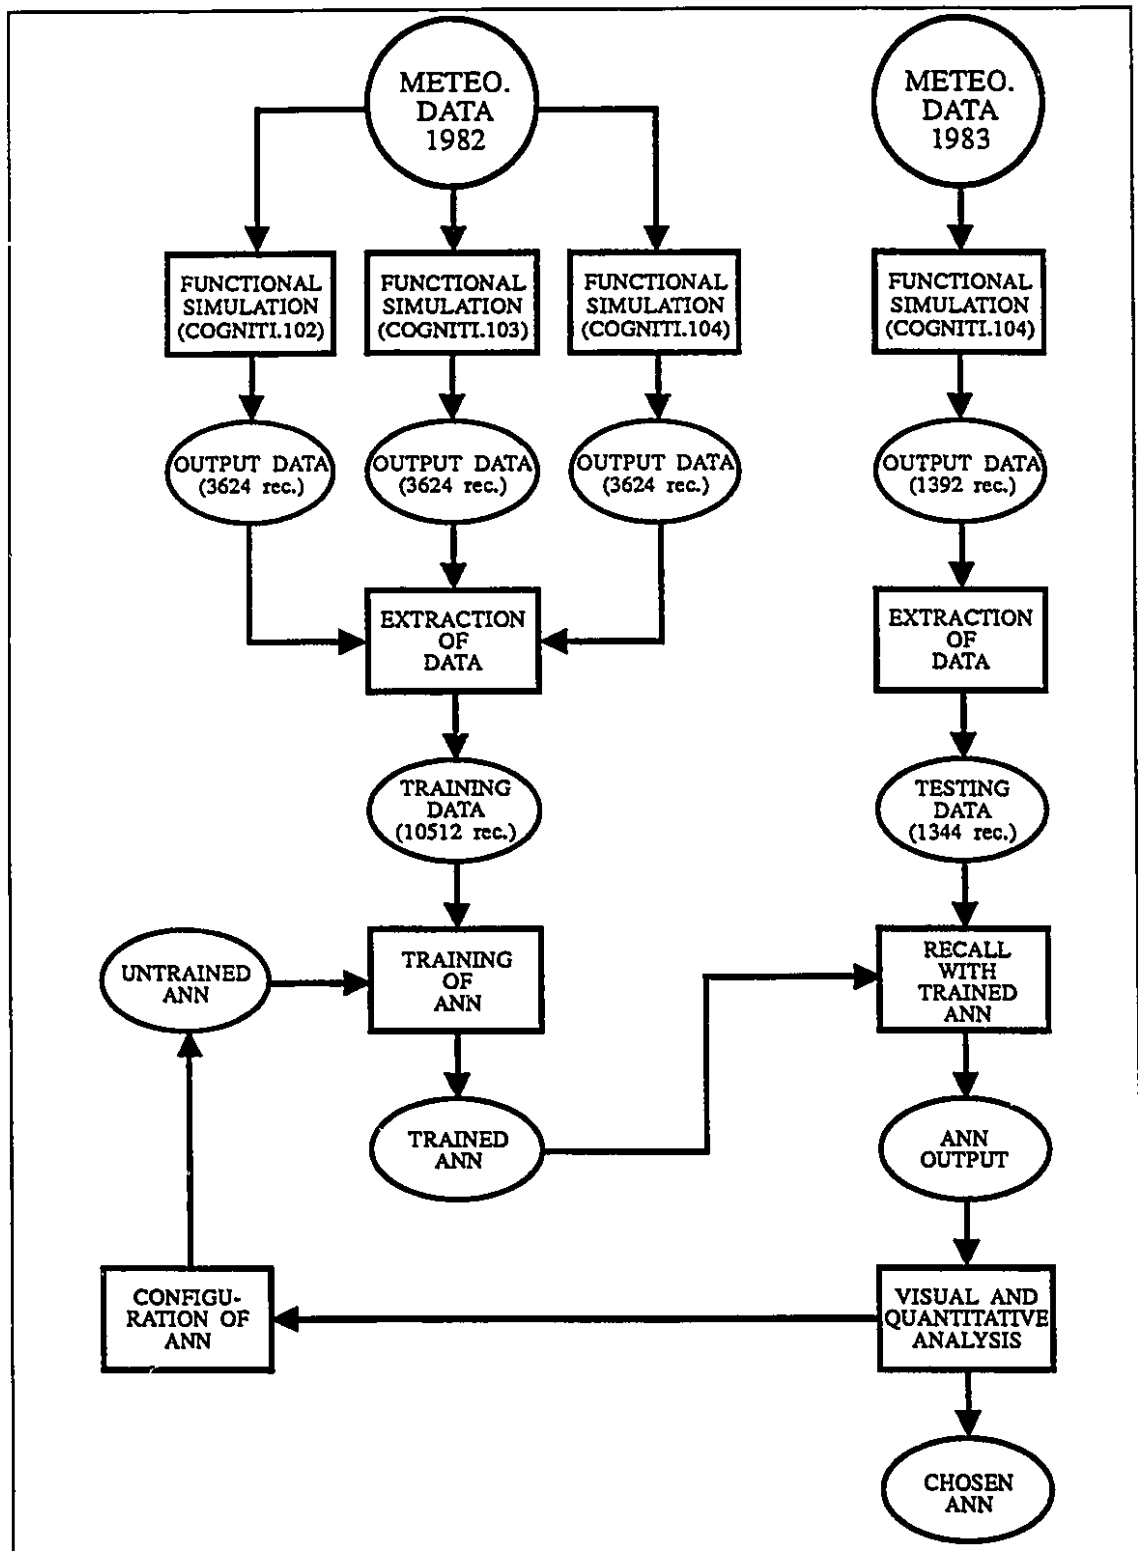 METEO.
DATA
1982
METEO.
DATA
1983
FUNCTIONAL
SIMULATION
(COGNITI.102)
FUNCTIONAL
SIMULATION
(COGNITI.103)
FUNCTIONAL
SIMULATION
(COGNITI.104)
FUNCTIONAL
SIMULATION
(COGNITI.104)
OUTPUT DATA
(3624 rec.)
OUTPUT DATA
(3624 rec.)
OUTPUT DATA
(3624 rec.)
OUTPUT DATA
(1392 rec.)
EXTRACTION
OF
DATA
EXTRACTION
OF
DATA
TRAINING
DATA
(10512 rec.)
TESTING
DATA
(1344 rec.)
UNTRAINED
ANN
TRAINING
OF
ANN
RECALL
WITH
TRAINED
ANN
TRAINED
ANN
ANN
OUTPUT
CONFIGU-
RATION OF
ANN
VISUAL AND
QUANTITATIVE
ANALYSIS
CHOSEN
ANN